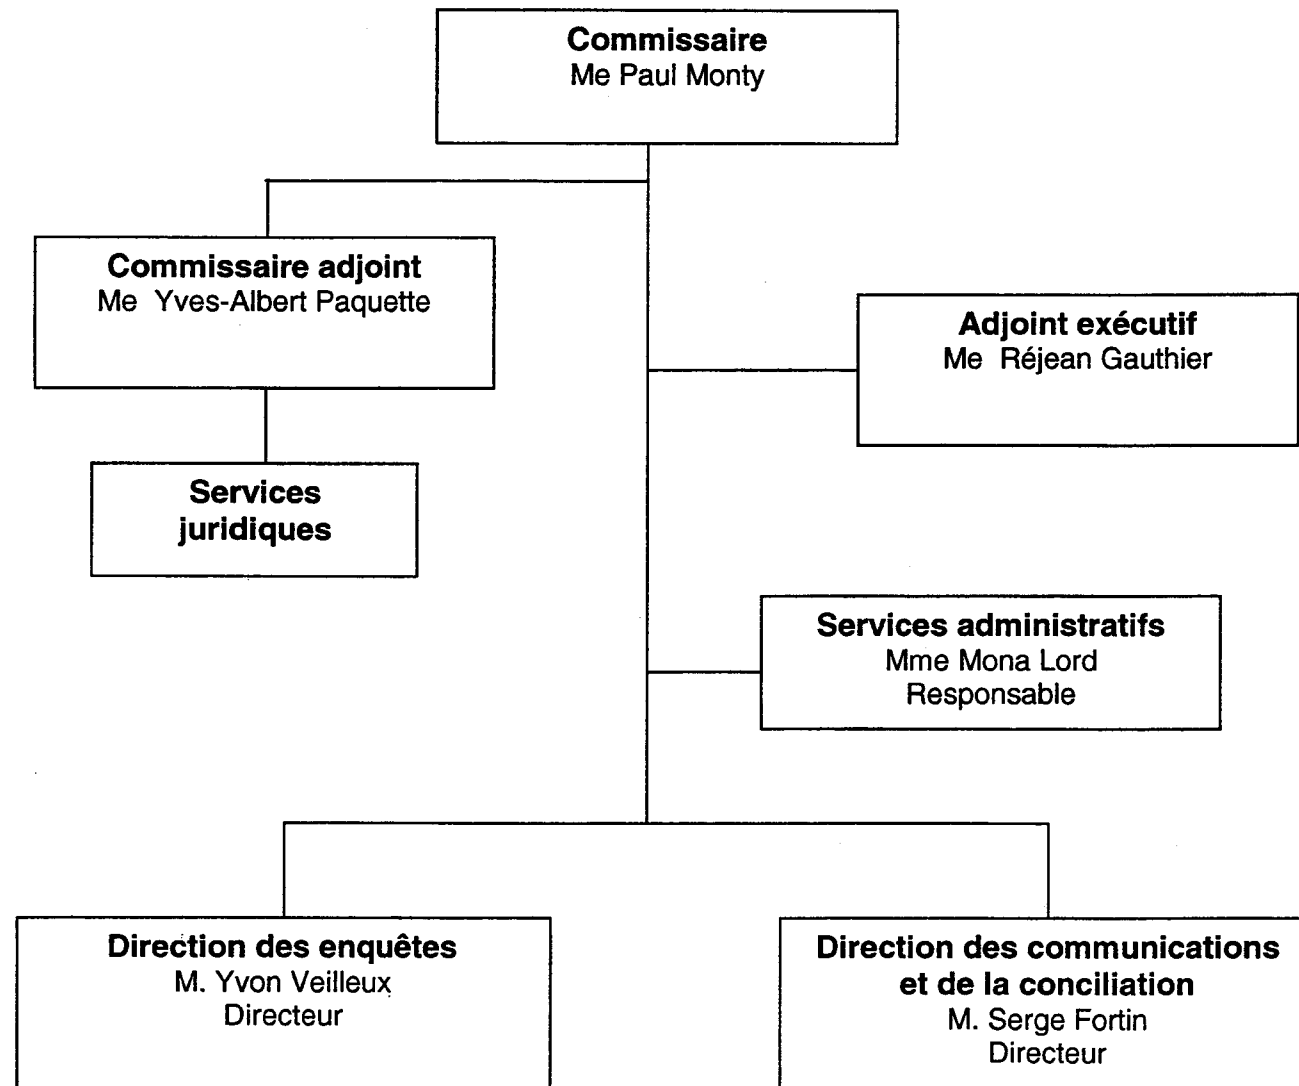 Commissaire
Me Paul Monty
Commissaire adjoint
Me Yves-Albert Paquette
Adjoint exécutif
Me Réjean Gauthier
Services
juridiques
Services administratifs
Mme Mona Lord
Responsable
Direction des enquêtes
M. Yvon Veilleux
Directeur
Direction des communications
et de la conciliation
M. Serge Fortin
Directeur